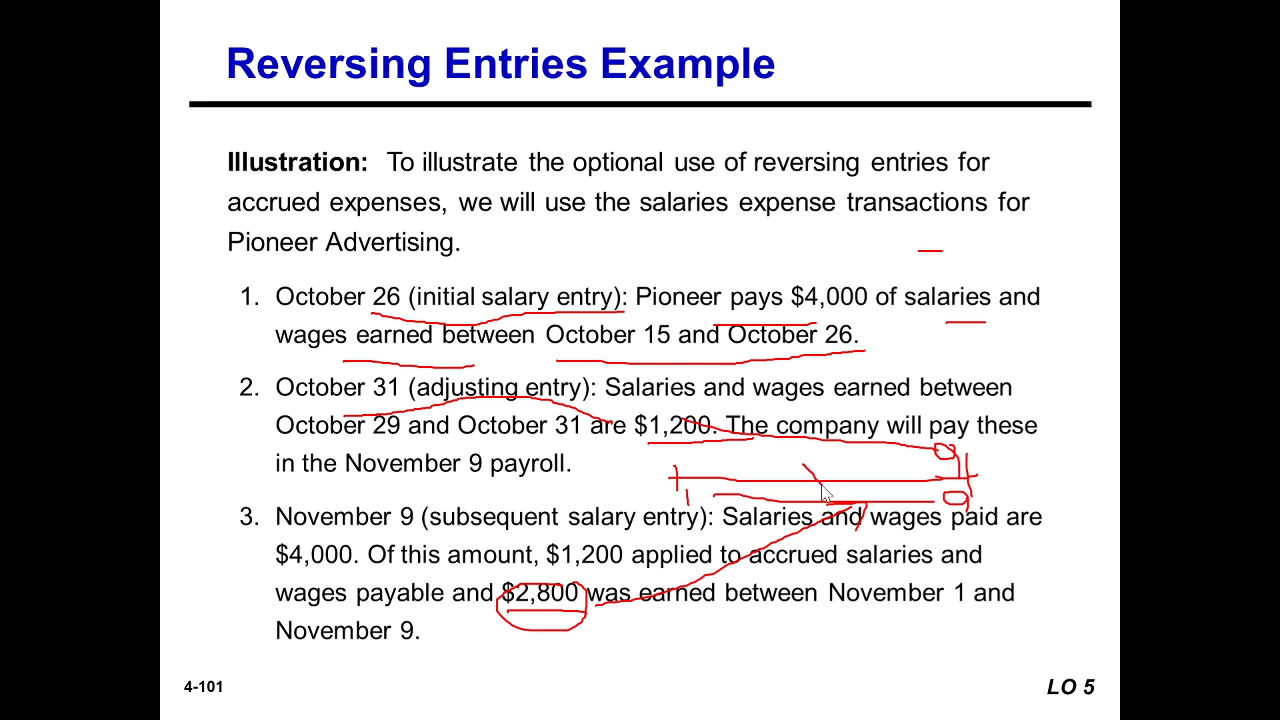 Reversing Entries Example
Illustration: To illustrate the optional use of reversing entries for
accrued expenses, we will use the salaries expense transactions for
Pioneer Advertising.
1. October 26 (initial salary entry): Pioneer pays $4,000 of salaries and
wages earned between October 15 and October 26.
2. October 31 (adjusting entry): Salaries and wages earned between
October 29 and October 31 are $1,200. The company will pay these
in the November 9 payroll.
3. November 9 (subsequent salary entry): Salaries and wages paid are
$4,000. Of this amount, $1,200 applied to accrued salaries and
wages payable and $2,800 was earned between November 1 and
November 9.
4-101
LO 5